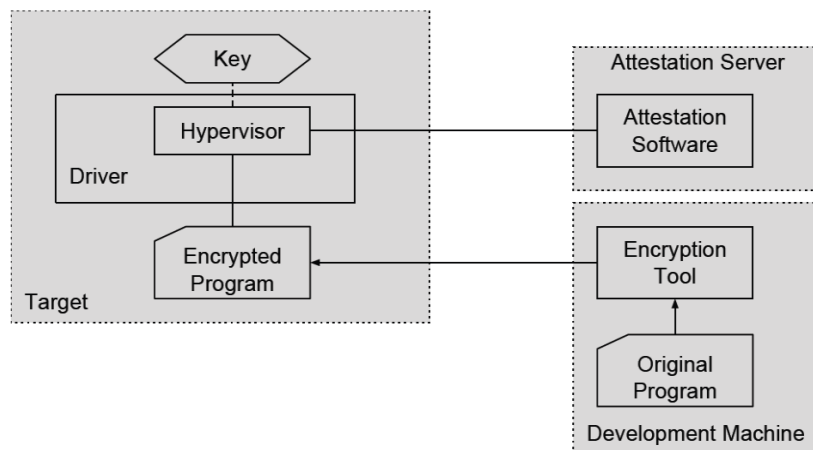 Key
Hypervisor
Driver
Encrypted
Program
Target
Attestation Server
Attestation
Software
Encryption
Tool
Original
Program
Development Machine